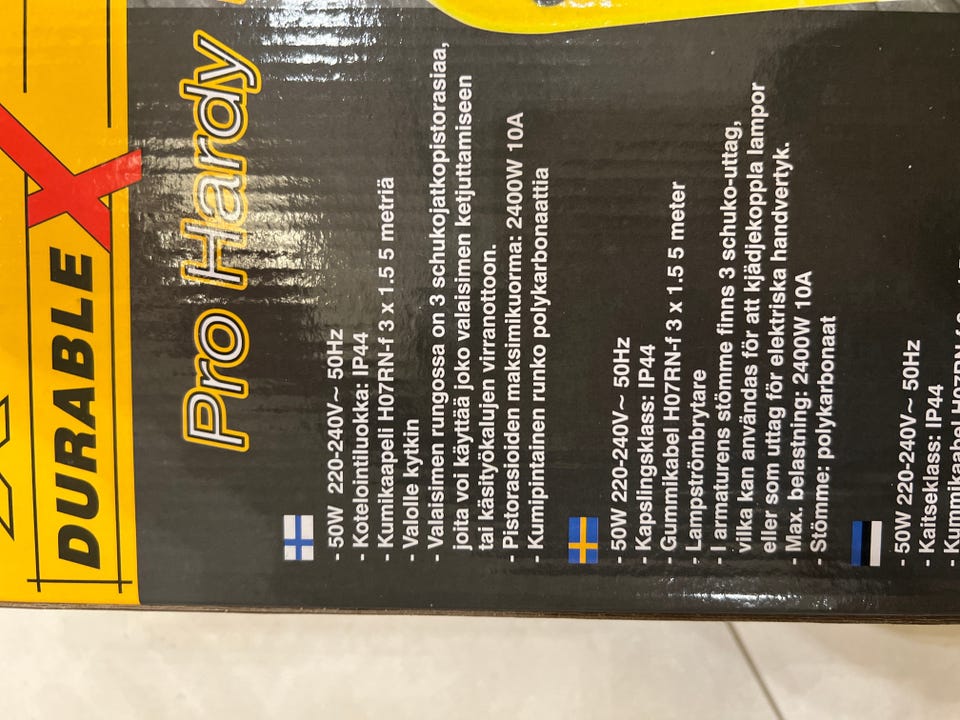 DURABLE
Pro Hardy
- 50W 220-240V~ 50Hz
- Kotelointiluokka: IP44
- Kumikaapeli H07RN-f 3 x 1.5 5 metriä
- Valolle kytkin
- Valaisimen rungossa on 3 schukojatkopistorasiaa,
joita voi käyttää joko valaisimen ketjuttamiseen
tai käsityökalujen virranottoon.
- Pistorasioiden maksimikuorma: 2400W 10A
- Kumipintainen runko polykarbonaattia
- 50W 220-240V~ 50Hz
- Kapslingsklass: IP44
- Gummikabel H07RN-f 3 x 1.5 5 meter
- Lampströmbrytare
- I armaturens stömme finns 3 schuko-uttag,
vilka kan användas för att kjädjekoppla lampor
eller som uttag för elektriska handvertyk.
- Max. belastning: 2400W 10A
- Stömme: polykarbonaat
- 50W 220-240V~ 50Hz
- Kaitseklass: IP44
- Kummikaabel H07RN-f